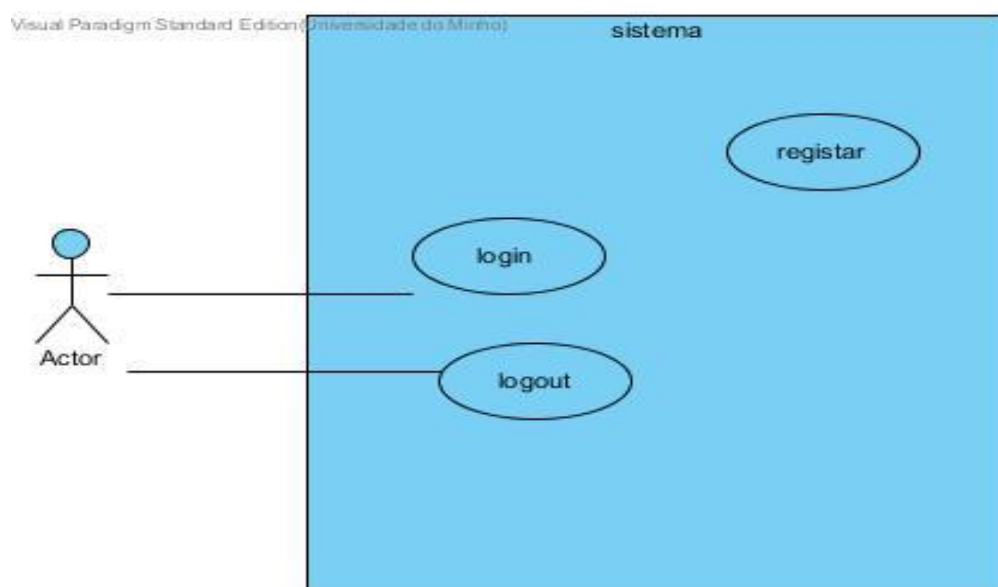 Visual Paradigm Standard Edition(Universidade do Minho)
sistema
registar
login
Actor
logout